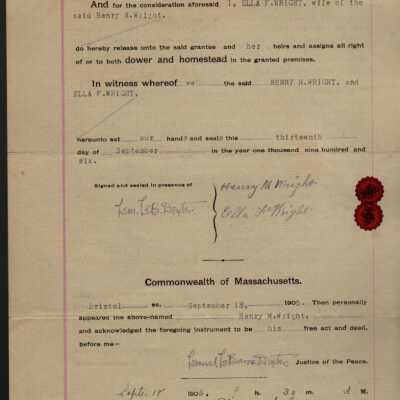 And for the consideration aforesaid I, ELLA F.WRIGHT, wife of the
said Henry M.Wright,
do hereby release unto the said grantee and her heirs and assigns all right
of or to both dower and homestead in the granted premises.
In witness whereof we the said HENRY M.WRIGHT, and
ELLA F.WRIGHT,
hereunto set our hands and seals this thirteenth
day of September in the year one thousand nine hundred and
six.
Signed and sealed in presence of
Henry M Wright
Ella F Wright
Commonwealth of Massachusetts.
Bristol ss. September 13, 1906. Then personally
appeared the above-named Henry M.Wright,
and acknowledged the foregoing instrument to be his free act and deed,
before me—
Justice of the Peace.
Sept. 15 1906 h. 30 m. M.